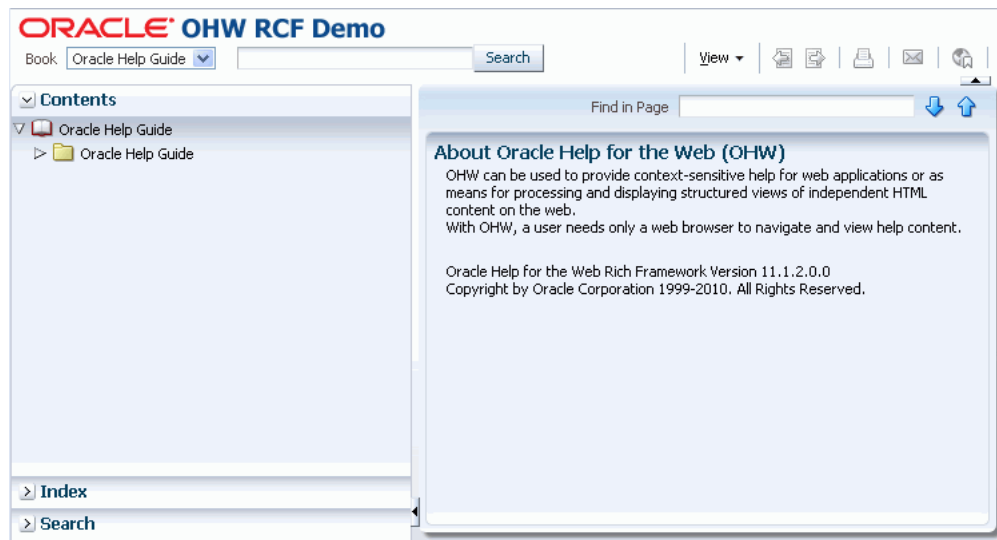 ORACLE OHW RCF Demo
Book Oracle Help Guide Search View
Contents
Oracle Help Guide
Oracle Help Guide
Index
Search
Find in Page
About Oracle Help for the Web (OHW)
OHW can be used to provide context-sensitive help for web applications or as
means for processing and displaying structured views of independent HTML
content on the web.
With OHW, a user needs only a web browser to navigate and view help content.
Oracle Help for the Web Rich Framework Version 11.1.2.0.0
Copyright by Oracle Corporation 1999-2010. All Rights Reserved.